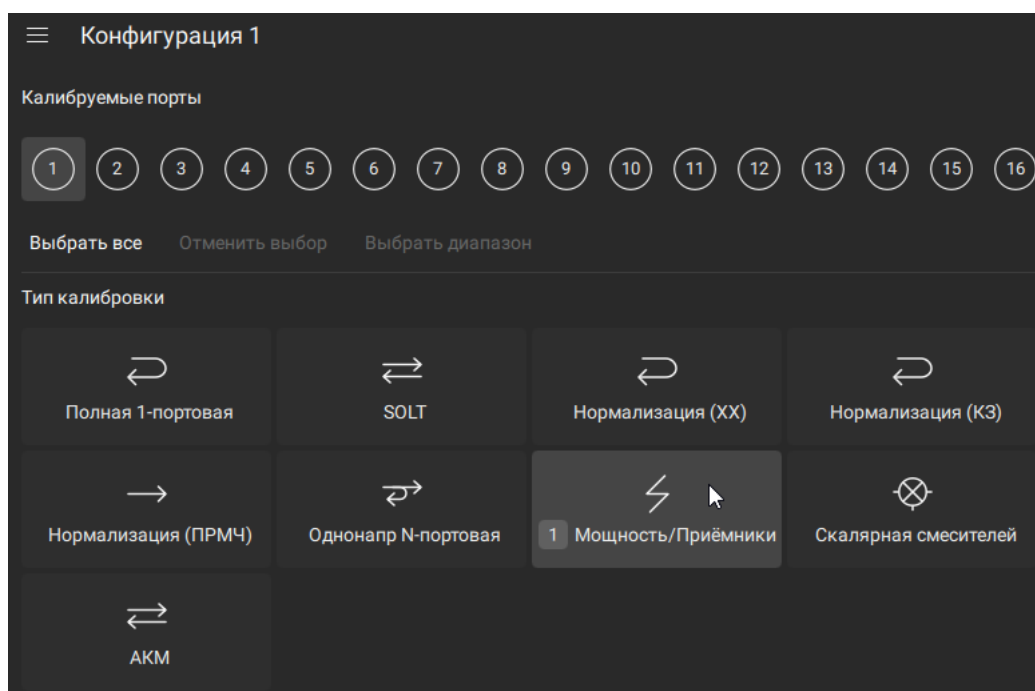 Конфигурация 1
Калибруемые порты
1 2 3 4 5 6 7 8 9 10 11 12 13 14 15 16
Выбрать все Отменить выбор Выбрать диапазон
Тип калибровки
Полная 1-портовая SOLT Нормализация (ХХ) Нормализация (КЗ)
Нормализация (ПРМЧ) Однонапр N-портовая 1 Мощность/Приёмники Скалярная смесителей
АКМ